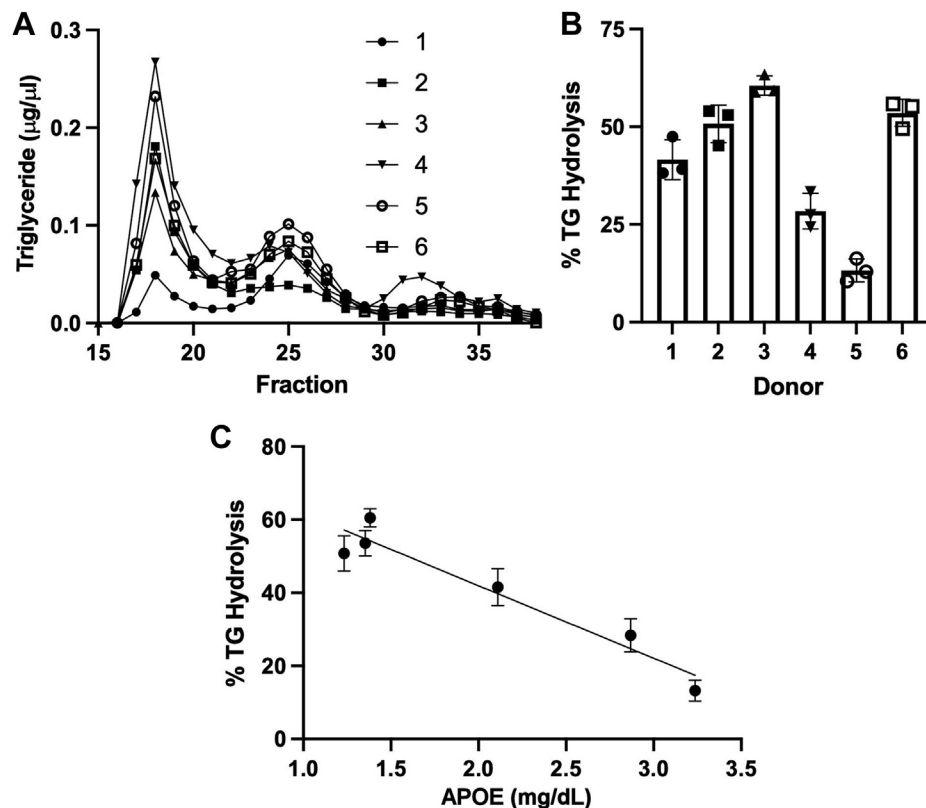 A
Triglyceride (μg/μl)
0.3
0.2
0.1
0.0
15 20 25 30 35
Fraction
1
2
3
4
5
6
B
% TG Hydrolysis
75
50
25
0
1 2 3 4 5 6
Donor
C
% TG Hydrolysis
80
60
40
20
0
1.0 1.5 2.0 2.5 3.0 3.5
APOE (mg/dL)